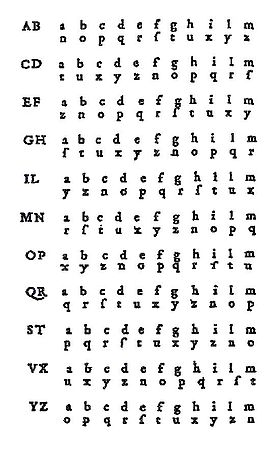 AB a b c d e f g h i l m
n o p q r ſ t u x y z
CD a b c d e f g h i l m
t u x y z n o p q r ſ
EF a b c d e f g h i l m
z n o p q r ſ t u x y
GH a b c d e f g h i l m
ſ t u x y z n o p q r
IL a b c d e f g h i l m
y z n o p q r ſ t u x
MN a b c d e f g h i l m
r ſ t u x y z n o p q
OP a b c d e f g h i l m
x y z n o p q r ſ t u
QR a b c d e f g h i l m
q r ſ t u x y z n o p
ST a b c d e f g h i l m
p q r ſ t u x y z n o
VX a b c d e f g h i l m
u x y z n o p q r ſ t
YZ a b c d e f g h i l m
o p q r ſ t u x y z n